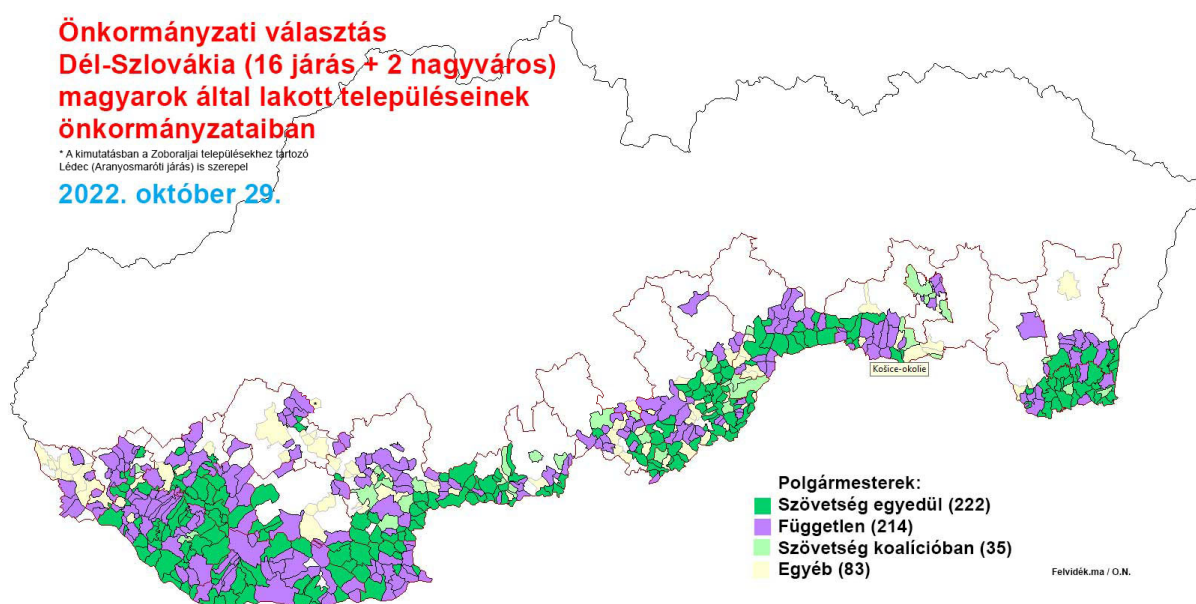 Önkormányzati választás
Dél-Szlovákia (16 járás + 2 nagyváros)
magyarok által lakott településeinek
önkormányzataiban
* A kimutatásban a Zoboraljai településekhez tartozó
Lédec (Aranyosmaróti járás) is szerepel
2022. október 29.
Košice-okolie
Polgármesterek:
Szövetség egyedül (222)
Független (214)
Szövetség koalícióban (35)
Egyéb (83)
Felvidék.ma / O.N.